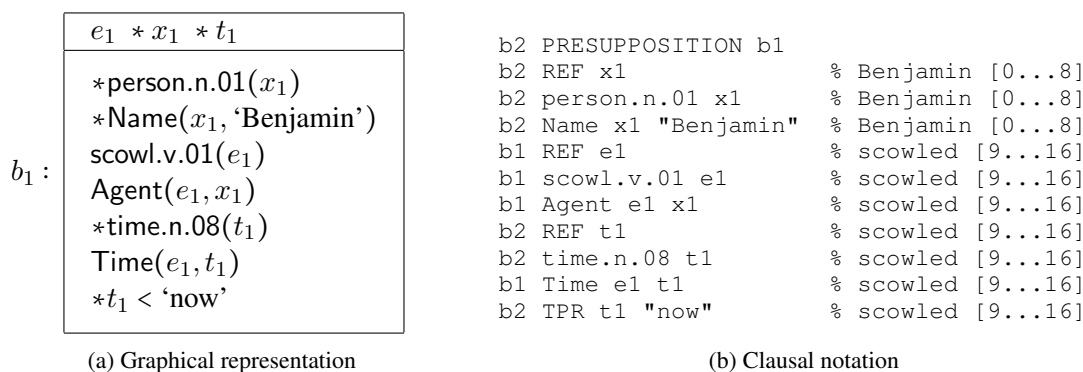 e₁ ∗ x₁ ∗ t₁
∗person.n.01(x₁)
∗Name(x₁, ‘Benjamin’)
scowl.v.01(e₁)
b₁ :
Agent(e₁, x₁)
∗time.n.08(t₁)
Time(e₁, t₁)
∗t₁ < ‘now’
(a) Graphical representation
b2 PRESUPPOSITION b1
b2 REF x1 % Benjamin [0...8]
b2 person.n.01 x1 % Benjamin [0...8]
b2 Name x1 "Benjamin" % Benjamin [0...8]
b1 REF e1 % scowled [9...16]
b1 scowl.v.01 e1 % scowled [9...16]
b1 Agent e1 x1 % scowled [9...16]
b2 REF t1 % scowled [9...16]
b2 time.n.08 t1 % scowled [9...16]
b1 Time e1 t1 % scowled [9...16]
b2 TPR t1 "now" % scowled [9...16]
(b) Clausal notation